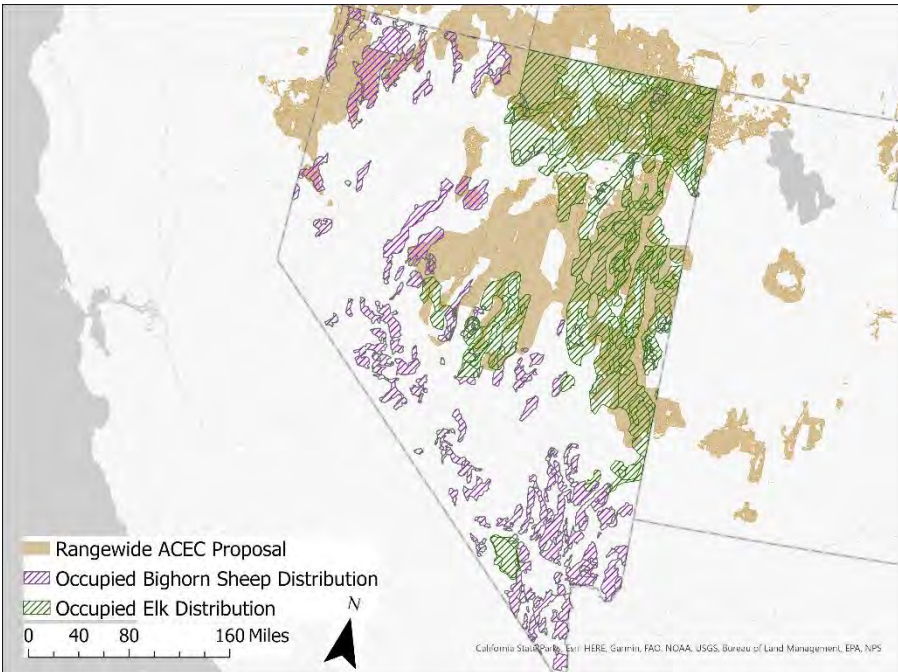 Rangewide ACEC Proposal
Occupied Bighorn Sheep Distribution
Occupied Elk Distribution
N
0 40 80 160 Miles
California State Parks, Esri, HERE, Garmin, FAO, NOAA, USGS, Bureau of Land Management, EPA, NPS